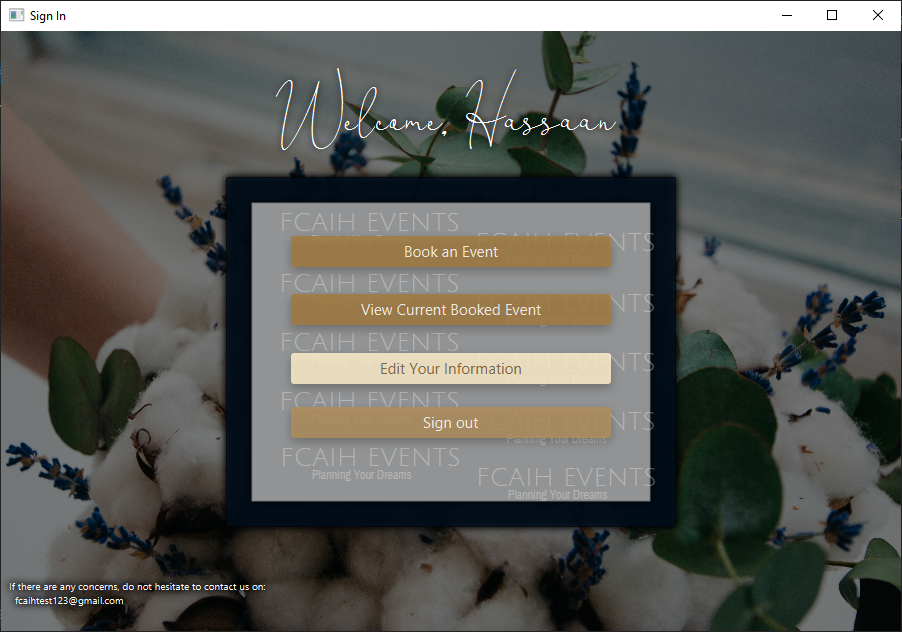 Sign In
Welcome, Hassaan
FCAIH EVENTS
FCAIH EVENTS
Book an Event
FCAIH EVENTS
EVENTS
View Current Booked Event
FCAIH EVENTS
EVENTS
Edit Your Information
FCAIH EVENTS
EVENTS
Sign out
Planning Your Dreams
FCAIH EVENTS
Planning Your Dreams
FCAIH EVENTS
Planning Your Dreams
If there are any concerns, do not hesitate to contact us on:
fcaihtest123@gmail.com